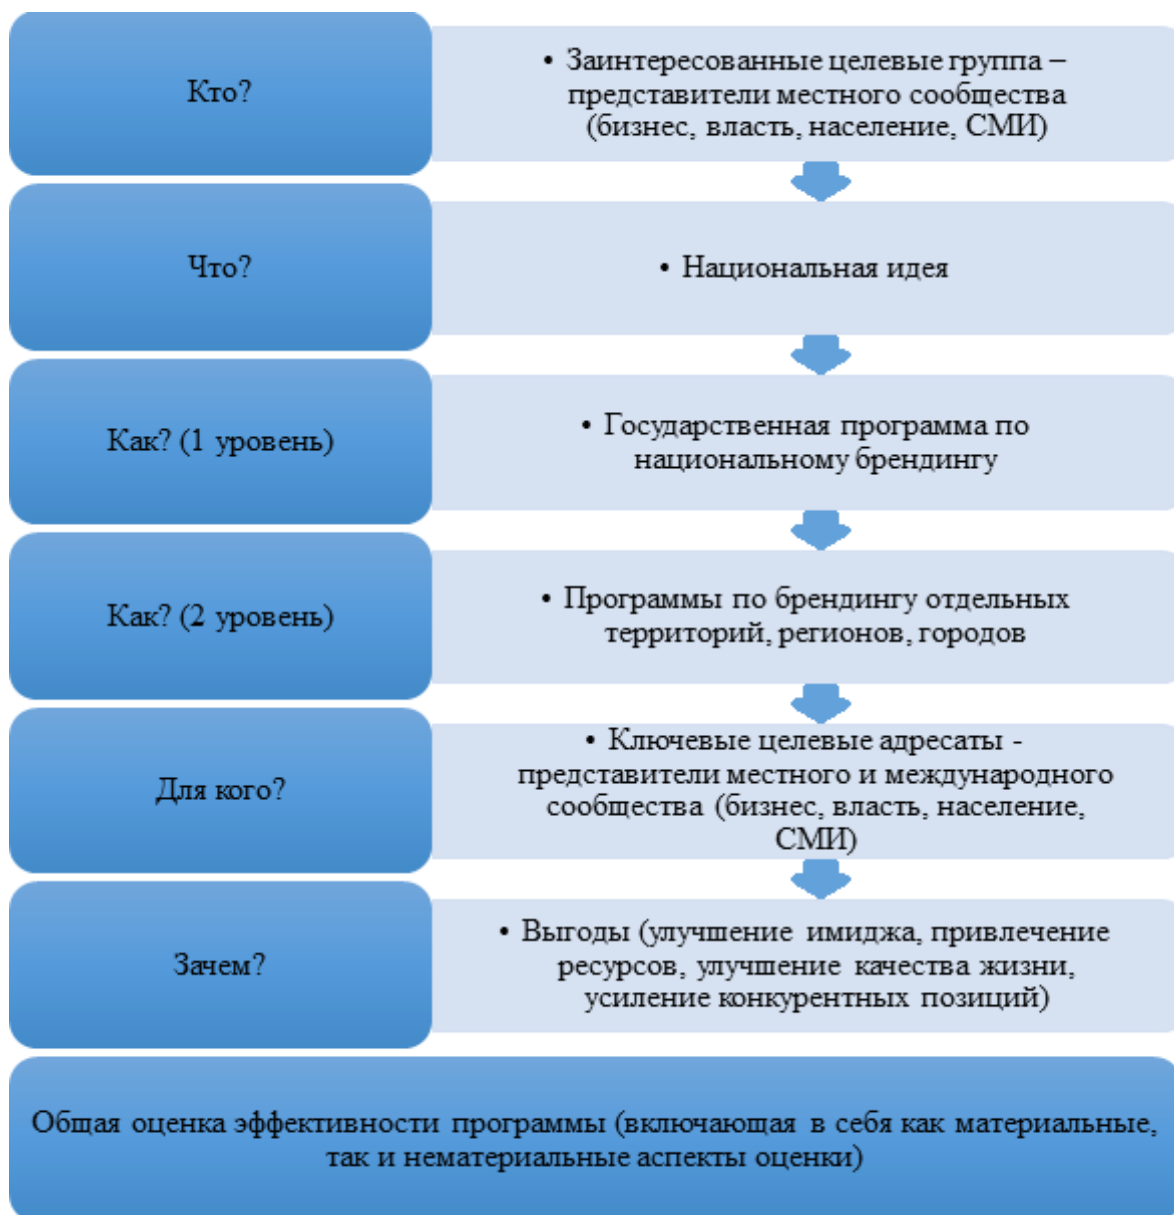 Кто?
• Заинтересованные целевые группа –
представители местного сообщества
(бизнес, власть, население, СМИ)
Что?
• Национальная идея
Как? (1 уровень)
• Государственная программа по
национальному брендингу
Как? (2 уровень)
• Программы по брендингу отдельных
территорий, регионов, городов
Для кого?
• Ключевые целевые адресаты -
представители местного и международного
сообщества (бизнес, власть, население,
СМИ)
Зачем?
• Выгоды (улучшение имиджа, привлечение
ресурсов, улучшение качества жизни,
усиление конкурентных позиций)
Общая оценка эффективности программы (включающая в себя как материальные,
так и нематериальные аспекты оценки)